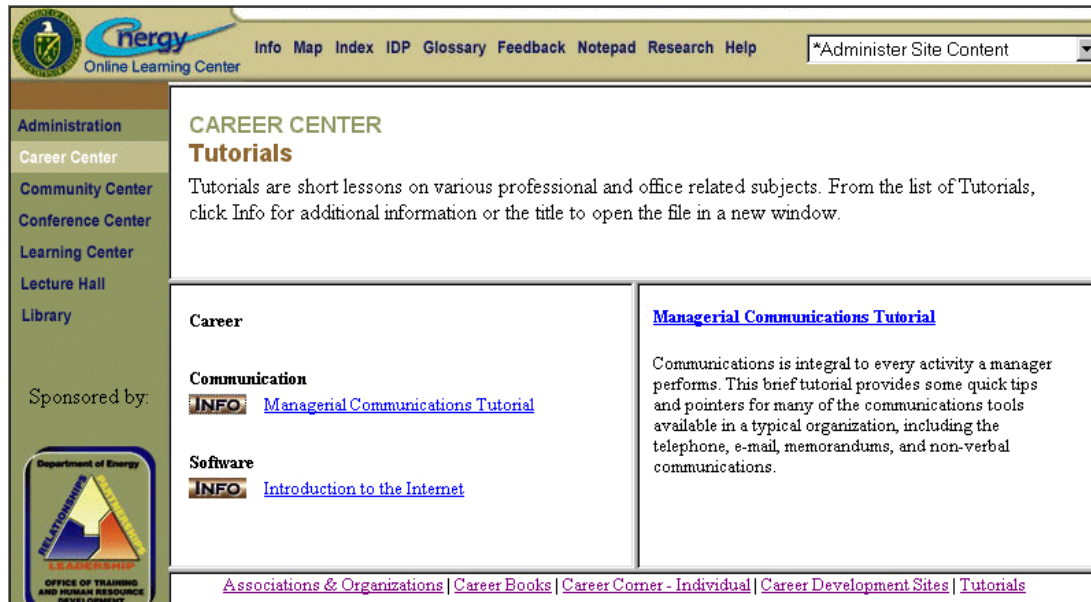 Energy
Online Learning Center
Info Map Index IDP Glossary Feedback Notepad Research Help
*Administer Site Content
Administration
Career Center
Community Center
Conference Center
Learning Center
Lecture Hall
Library
Sponsored by:
Department of Energy
RELATIONSHIPS
PARTNERSHIPS
LEADERSHIP
OFFICE OF TRAINING
AND HUMAN RESOURCE
DEVELOPMENT
CAREER CENTER
Tutorials
Tutorials are short lessons on various professional and office related subjects. From the list of Tutorials,
click Info for additional information or the title to open the file in a new window.
Career
Communication
INFO Managerial Communications Tutorial
Software
INFO Introduction to the Internet
Managerial Communications Tutorial
Communications is integral to every activity a manager
performs. This brief tutorial provides some quick tips
and pointers for many of the communications tools
available in a typical organization, including the
telephone, e-mail, memorandums, and non-verbal
communications.
Associations & Organizations | Career Books | Career Corner - Individual | Career Development Sites | Tutorials